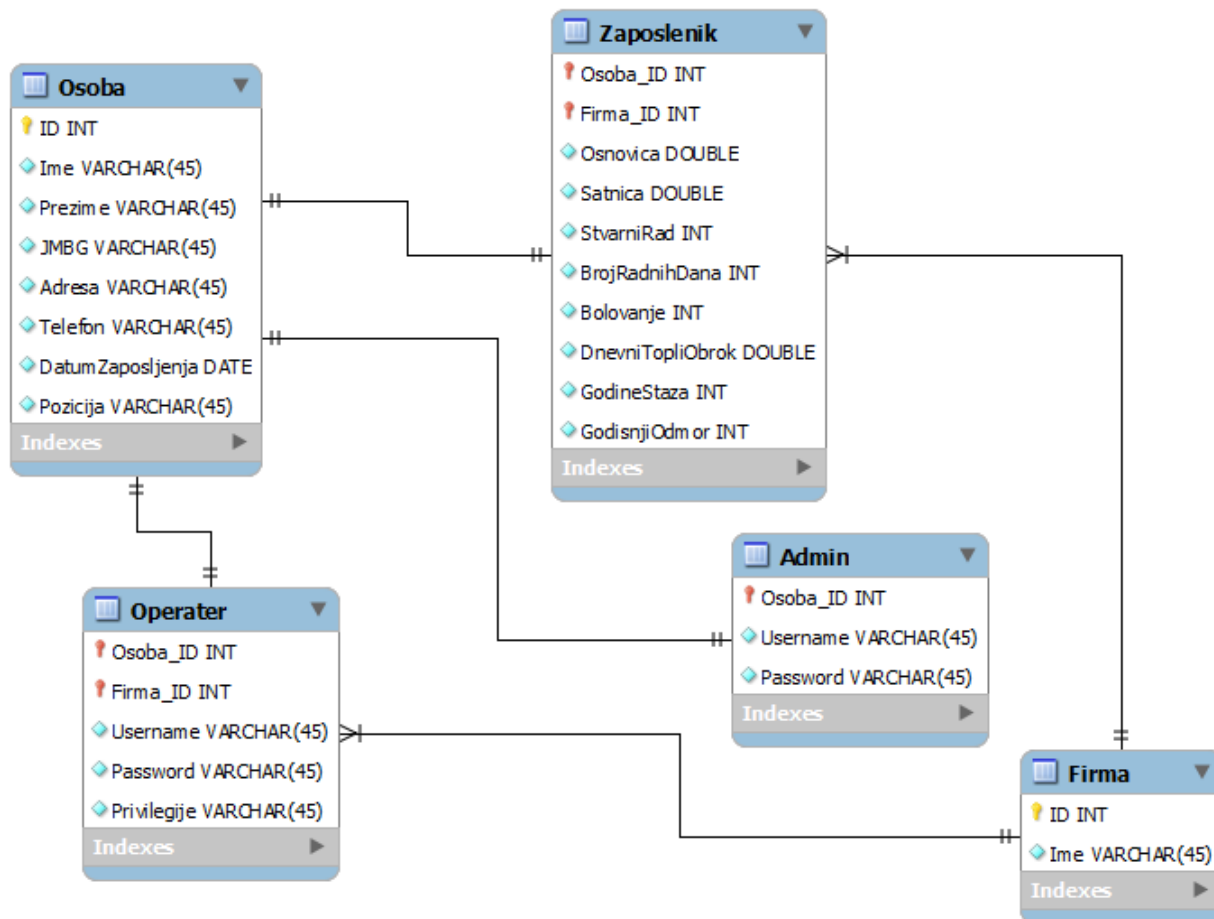 Osoba
ID INT
Ime VARCHAR(45)
Prezime VARCHAR(45)
JMBG VARCHAR(45)
Adresa VARCHAR(45)
Telefon VARCHAR(45)
DatumZaposljenja DATE
Pozicija VARCHAR(45)
Indexes
Zaposlenik
Osoba_ID INT
Firma_ID INT
Osnovica DOUBLE
Satnica DOUBLE
StvarniRad INT
BrojRadnihDana INT
Bolovanje INT
DnevniTopliObrok DOUBLE
GodineStaza INT
GodisnjiOdmor INT
Indexes
Operater
Osoba_ID INT
Firma_ID INT
Username VARCHAR(45)
Password VARCHAR(45)
Privilegije VARCHAR(45)
Indexes
Admin
Osoba_ID INT
Username VARCHAR(45)
Password VARCHAR(45)
Indexes
Firma
ID INT
Ime VARCHAR(45)
Indexes